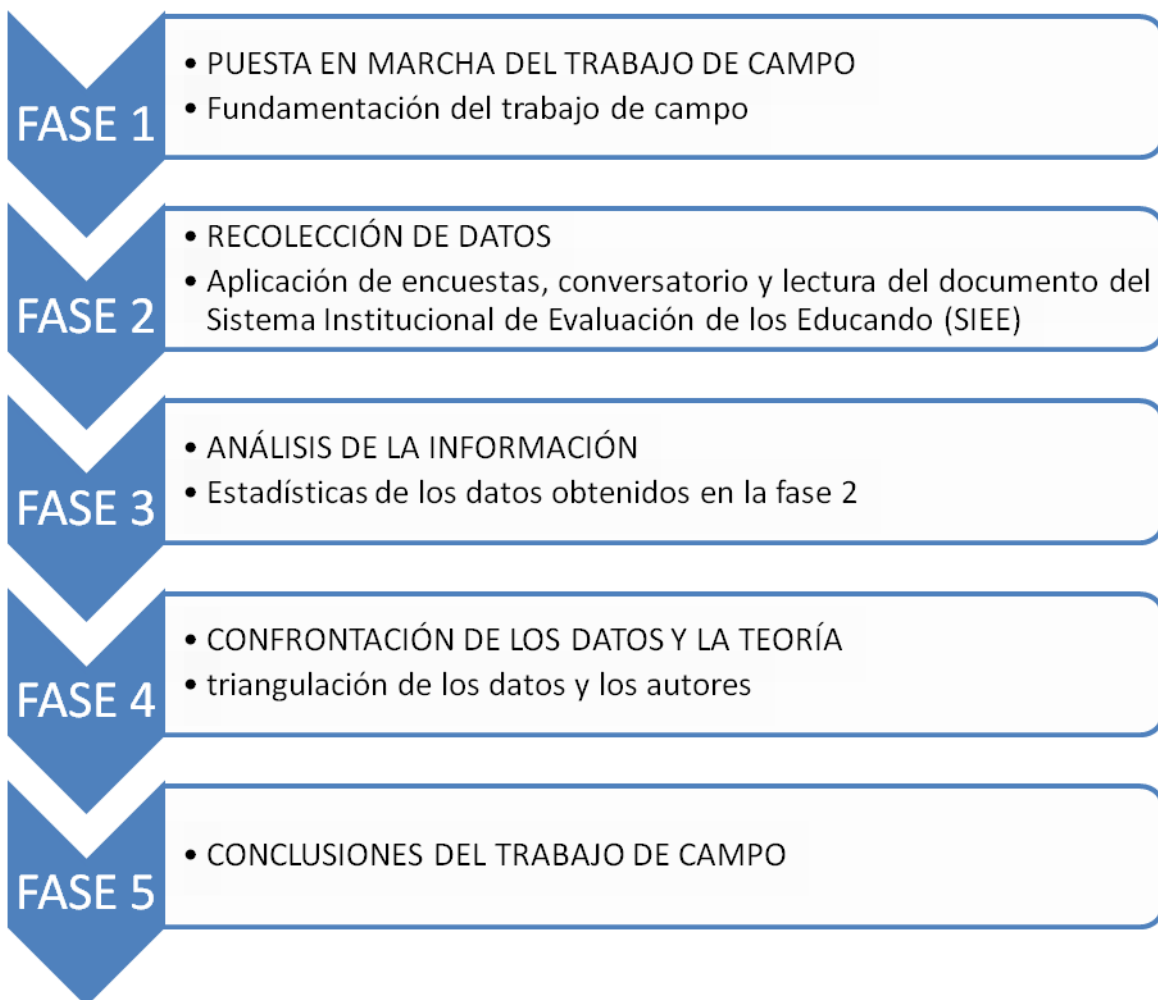 FASE 1
• PUESTA EN MARCHA DEL TRABAJO DE CAMPO
• Fundamentación del trabajo de campo
FASE 2
• RECOLECCIÓN DE DATOS
• Aplicación de encuestas, conversatorio y lectura del documento del
Sistema Institucional de Evaluación de los Educando (SIEE)
FASE 3
• ANÁLISIS DE LA INFORMACIÓN
• Estadísticas de los datos obtenidos en la fase 2
FASE 4
• CONFRONTACIÓN DE LOS DATOS Y LA TEORÍA
• triangulación de los datos y los autores
FASE 5
• CONCLUSIONES DEL TRABAJO DE CAMPO